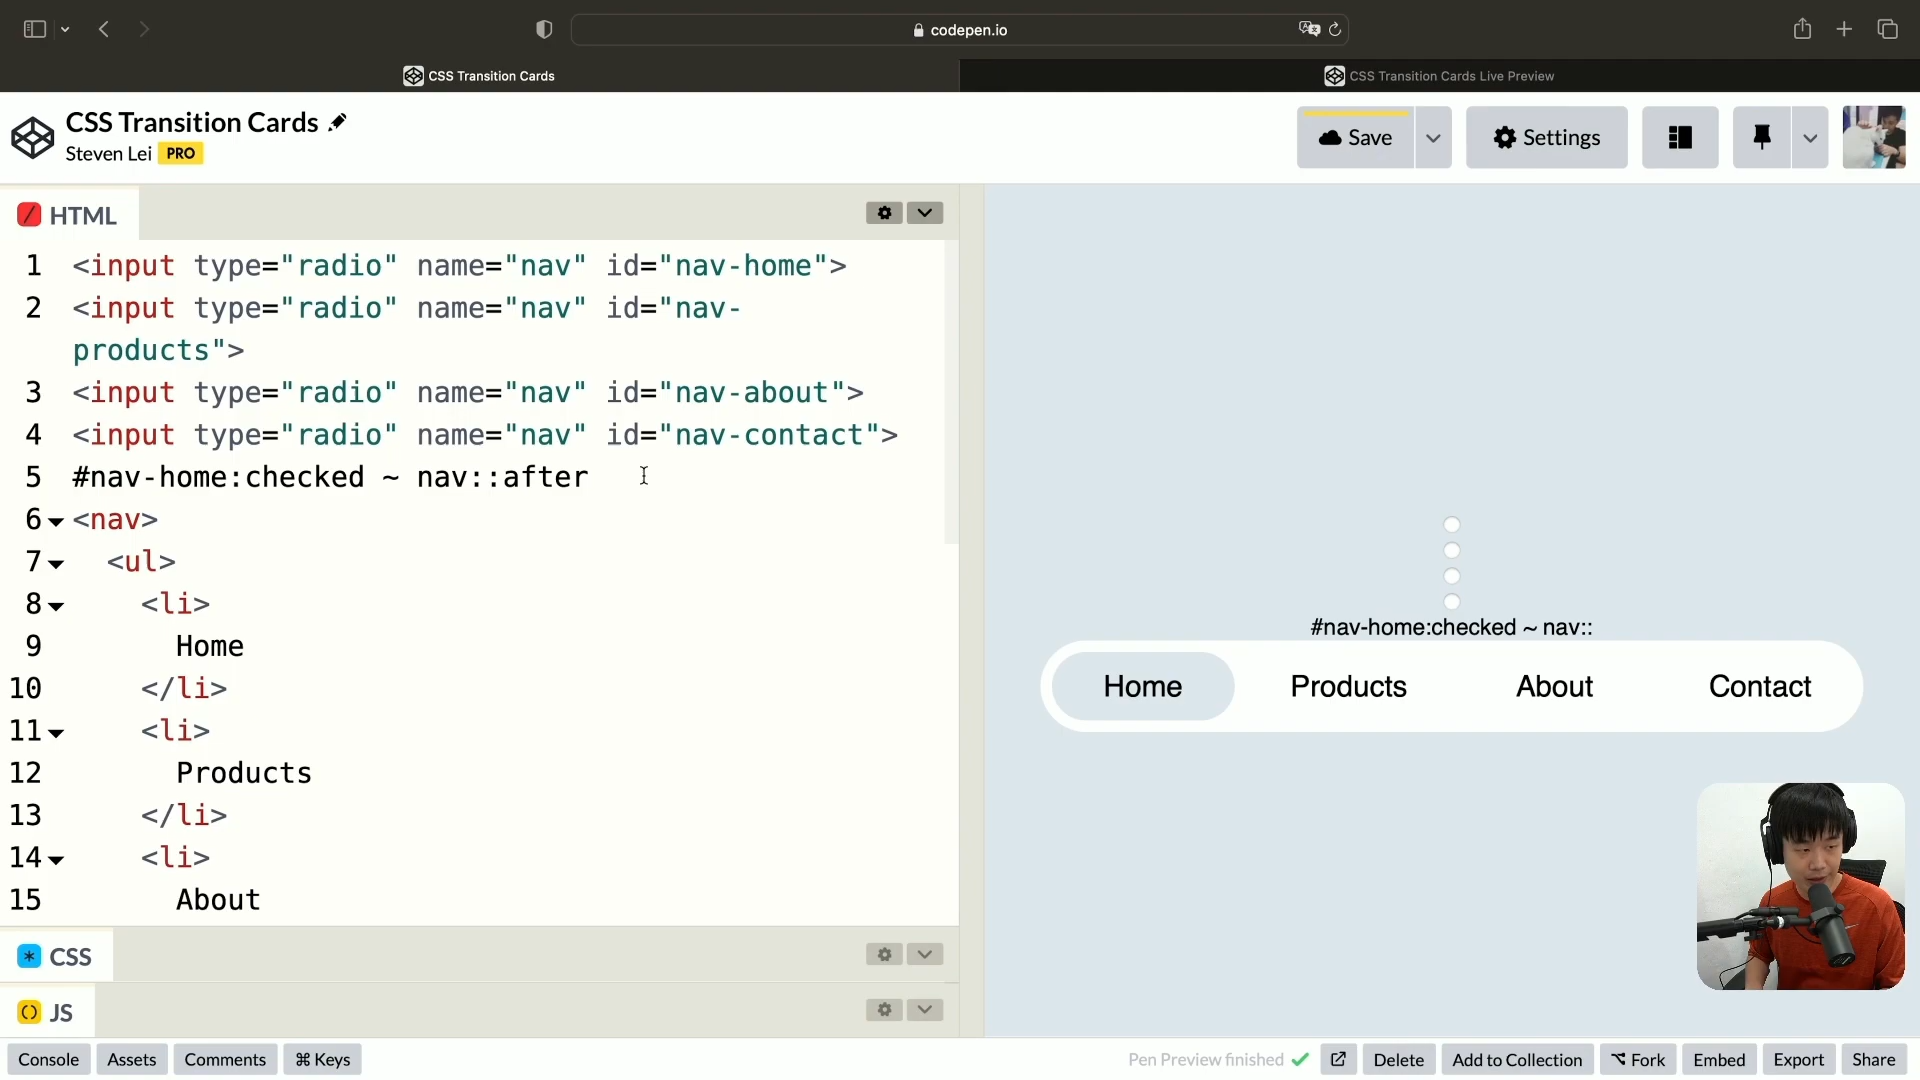 codepen.io
CSS Transition Cards
CSS Transition Cards Live Preview
CSS Transition Cards
Steven Lei PRO
Save
Settings
HTML
1 <input type="radio" name="nav" id="nav-home">
2 <input type="radio" name="nav" id="nav-
products">
3 <input type="radio" name="nav" id="nav-about">
4 <input type="radio" name="nav" id="nav-contact">
5 #nav-home:checked ~ nav::after
6 <nav>
7 <ul>
8 <li>
9 Home
10 </li>
11 <li>
12 Products
13 </li>
14 <li>
15 About
#nav-home:checked ~ nav::
Home Products About Contact
CSS
JS
Console Assets Comments ⌘ Keys
Pen Preview finished Delete Add to Collection Fork Embed Export Share